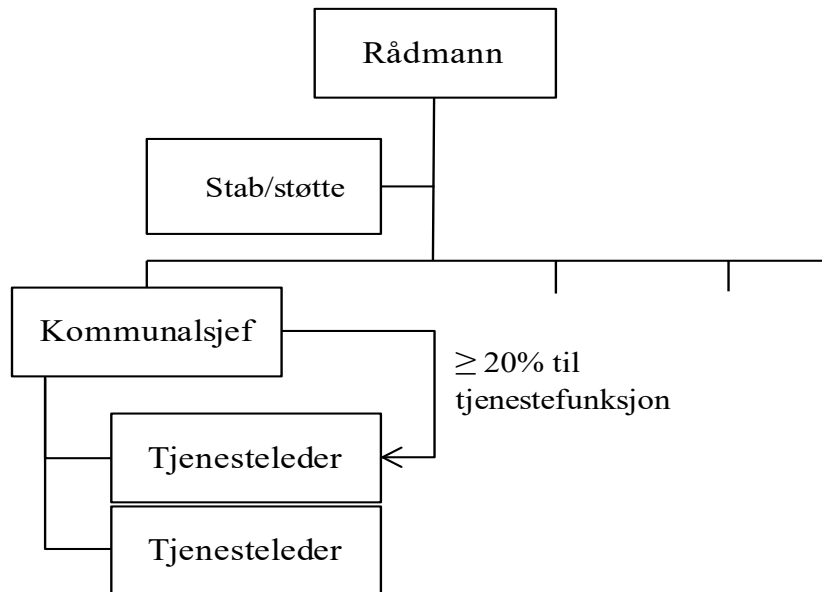 Rådmann
Stab/støtte
Kommunalsjef
≥ 20% til
tjenestefunksjon
Tjenesteleder
Tjenesteleder